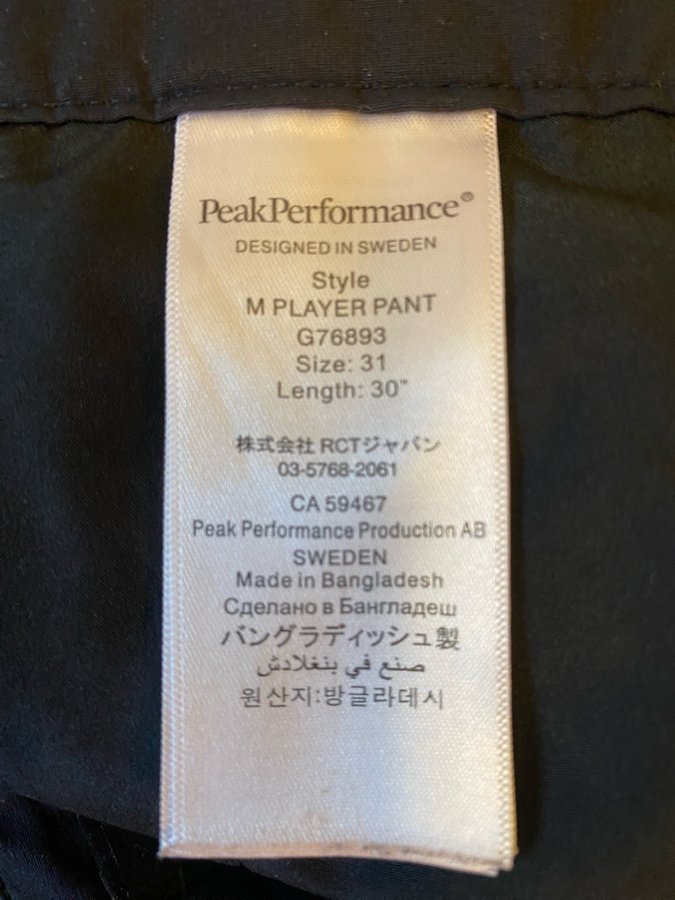 PeakPerformance®
DESIGNED IN SWEDEN
Style
M PLAYER PANT
G76893
Size: 31
Length: 30"
株式会社 RCTジャパン
03-5768-2061
CA 59467
Peak Performance Production AB
SWEDEN
Made in Bangladesh
Сделано в Бангладеш
バングラディッシュ製
صنع في بنغلادش
원산지:방글라데시